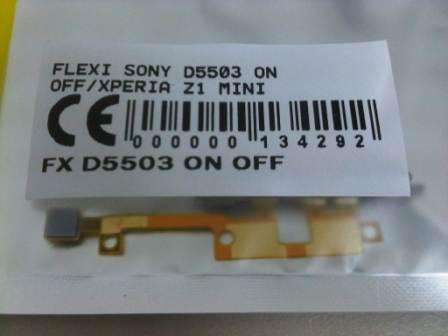 FLEXI SONY D5503 ON
OFF/XPERIA Z1 MINI
CE
000000 134292
FX D5503 ON OFF